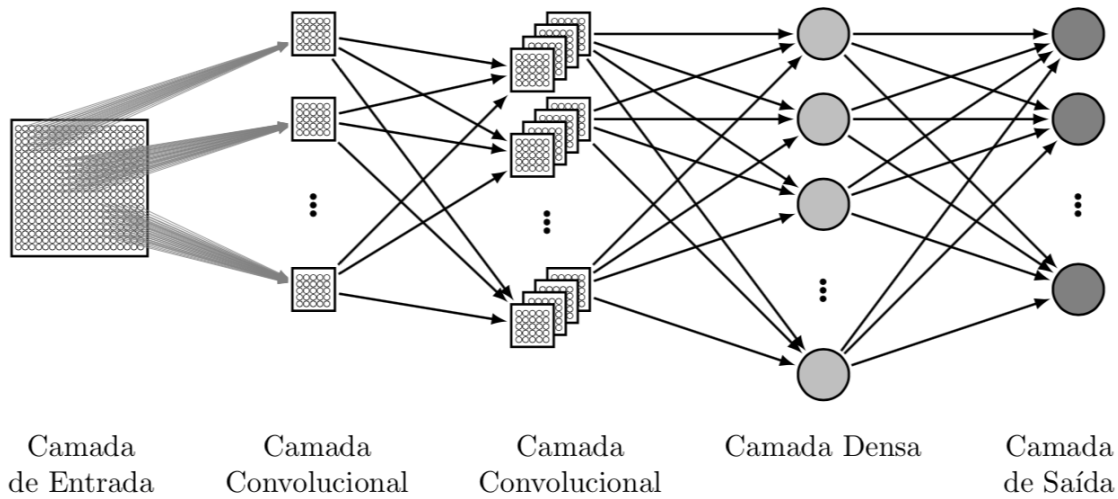 Camada
de Entrada
Camada
Convolucional
Camada
Convolucional
Camada Densa
Camada
de Saída